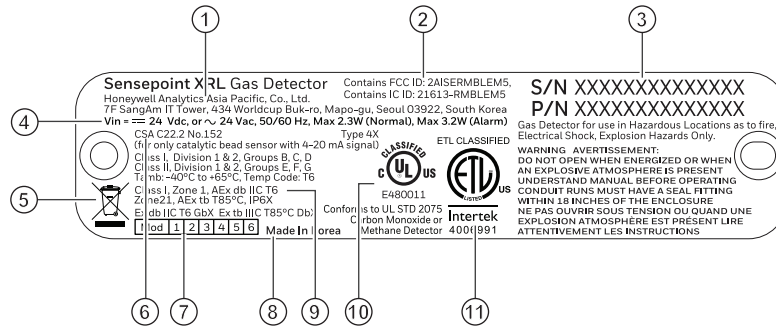 1
2
3
Sensepoint XRL Gas Detector
Honeywell Analytics Asia Pacific, Co., Ltd.
7F SangAm IT Tower, 434 Worldcup Buk-ro, Mapo-gu, Seoul 03922, South Korea
Contains FCC ID: 2AISERMBLEM5,
Contains IC ID: 21613-RMBLEM5
4
Vin = ⎓ 24 Vdc, or ∿ 24 Vac, 50/60 Hz, Max 2.3W (Normal), Max 3.2W (Alarm)
CSA C22.2 No.152 Type 4X
(for only catalytic bead sensor with 4-20 mA signal)
Class I, Division 1 & 2, Groups B, C, D
Class II, Division 1 & 2, Groups E, F, G
Tamb: -40°C to +65°C, Temp Code: T6
5
Class I, Zone 1, AEx db IIC T6
Zone21, AEx tb T85°C, IP6X
Ex db IIC T6 GbX Ex tb IIIC T85°C Db
Mod 1 2 3 4 5 6
Made In Korea
CLASSIFIED
C UL US
E480011
Conforms to UL STD 2075
Carbon Monoxide or
Methane Detector
ETL CLASSIFIED
ETL
LISTED
US
Intertek
4006991
S/N XXXXXXXXXXXXXX
P/N XXXXXXXXXXXXXX
Gas Detector for use in Hazardous Locations as to fire,
Electrical Shock, Explosion Hazards Only.
WARNING AVERTISSEMENT:
DO NOT OPEN WHEN ENERGIZED OR WHEN
AN EXPLOSIVE ATMOSPHERE IS PRESENT
UNDERSTAND MANUAL BEFORE OPERATING
CONDUIT RUNS MUST HAVE A SEAL FITTING
WITHIN 18 INCHES OF THE ENCLOSURE
NE PAS OUVRIR SOUS TENSION OU QUAND UNE
EXPLOSION ATMOSPHÈRE EST PRÉSENT LIRE
ATTENTIVEMENT LES INSTRUCTIONS
6
7
8
9
10
11